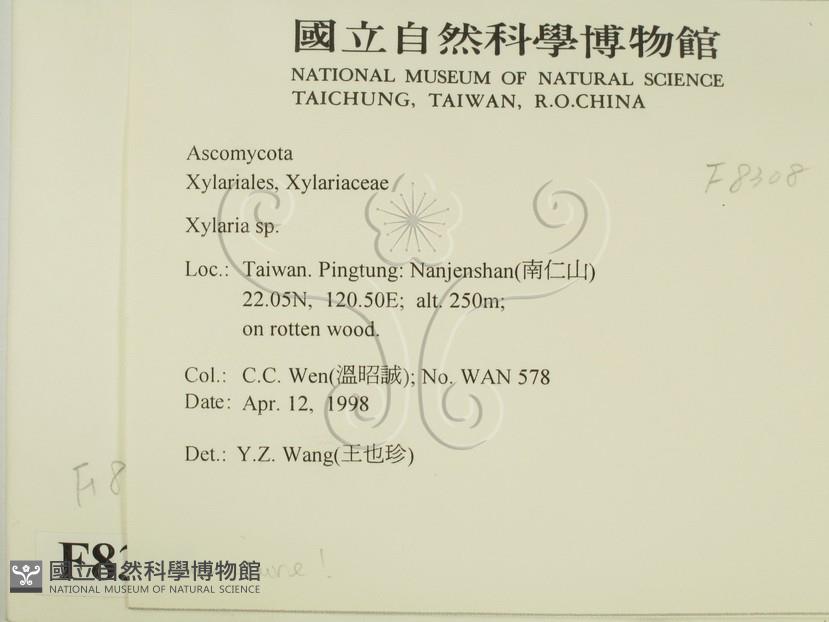 國立自然科學博物館
NATIONAL MUSEUM OF NATURAL SCIENCE
TAICHUNG, TAIWAN, R.O.CHINA
Ascomycota
F8308
Xylariales, Xylariaceae
Xylaria sp.
Loc.: Taiwan. Pingtung: Nanjenshan(南仁山)
22.05N, 120.50E; alt. 250m;
on rotten wood.
Col.: C.C. Wen(溫昭誠); No. WAN 578
Date: Apr. 12, 1998
Det.: Y.Z. Wang(王也珍)
國立自然科學博物館
NATIONAL MUSEUM OF NATURAL SCIENCE